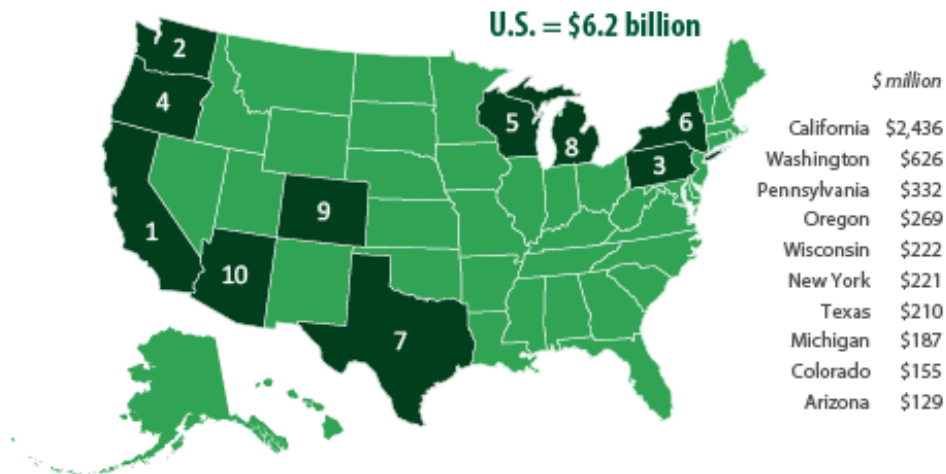 U.S. = $6.2 billion
2
4
1
10
9
7
5
8
6
3
$ million
California $2,436
Washington $626
Pennsylvania $332
Oregon $269
Wisconsin $222
New York $221
Texas $210
Michigan $187
Colorado $155
Arizona $129